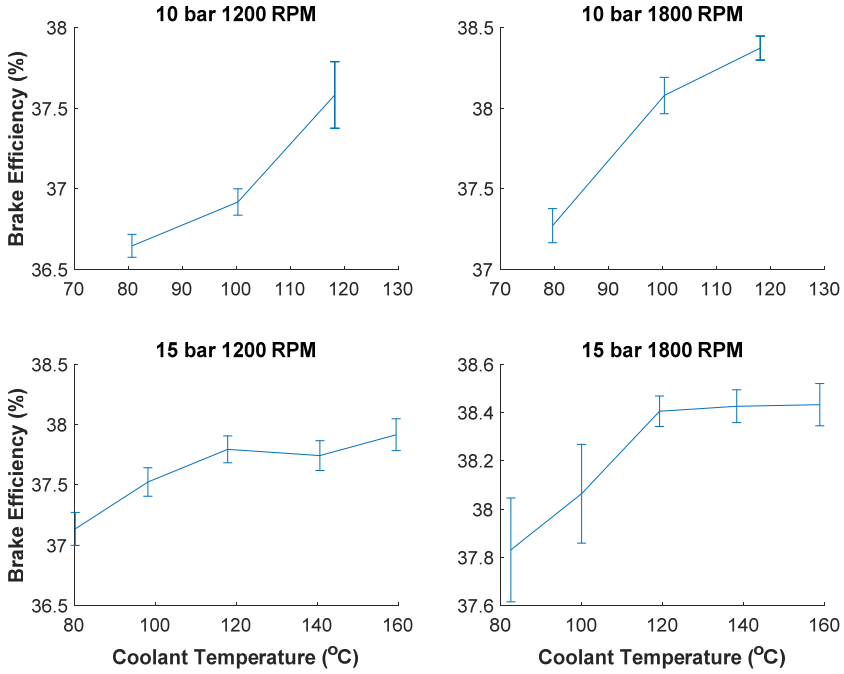 10 bar 1200 RPM
38
37.5
37
36.5
70 80 90 100 110 120 130
Brake Efficiency (%)
10 bar 1800 RPM
38.5
38
37.5
37
70 80 90 100 110 120 130
15 bar 1200 RPM
38.5
38
37.5
37
36.5
80 100 120 140 160
Brake Efficiency (%)
Coolant Temperature (°C)
15 bar 1800 RPM
38.6
38.4
38.2
38
37.8
37.6
80 100 120 140 160
Coolant Temperature (°C)